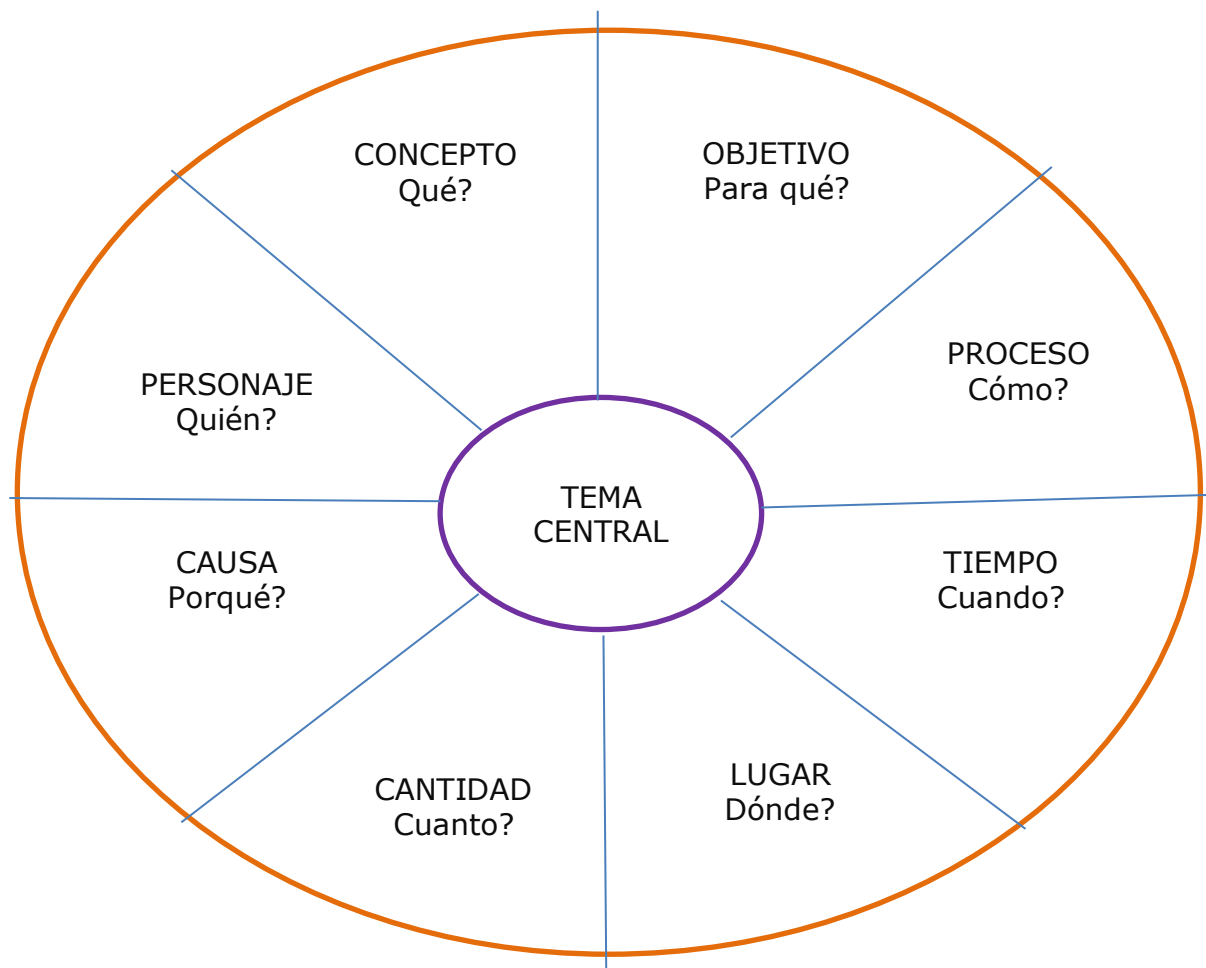 CONCEPTO
Qué?
OBJETIVO
Para qué?
PROCESO
Cómo?
PERSONAJE
Quién?
TEMA
CENTRAL
CAUSA
Porqué?
TIEMPO
Cuando?
CANTIDAD
Cuanto?
LUGAR
Dónde?